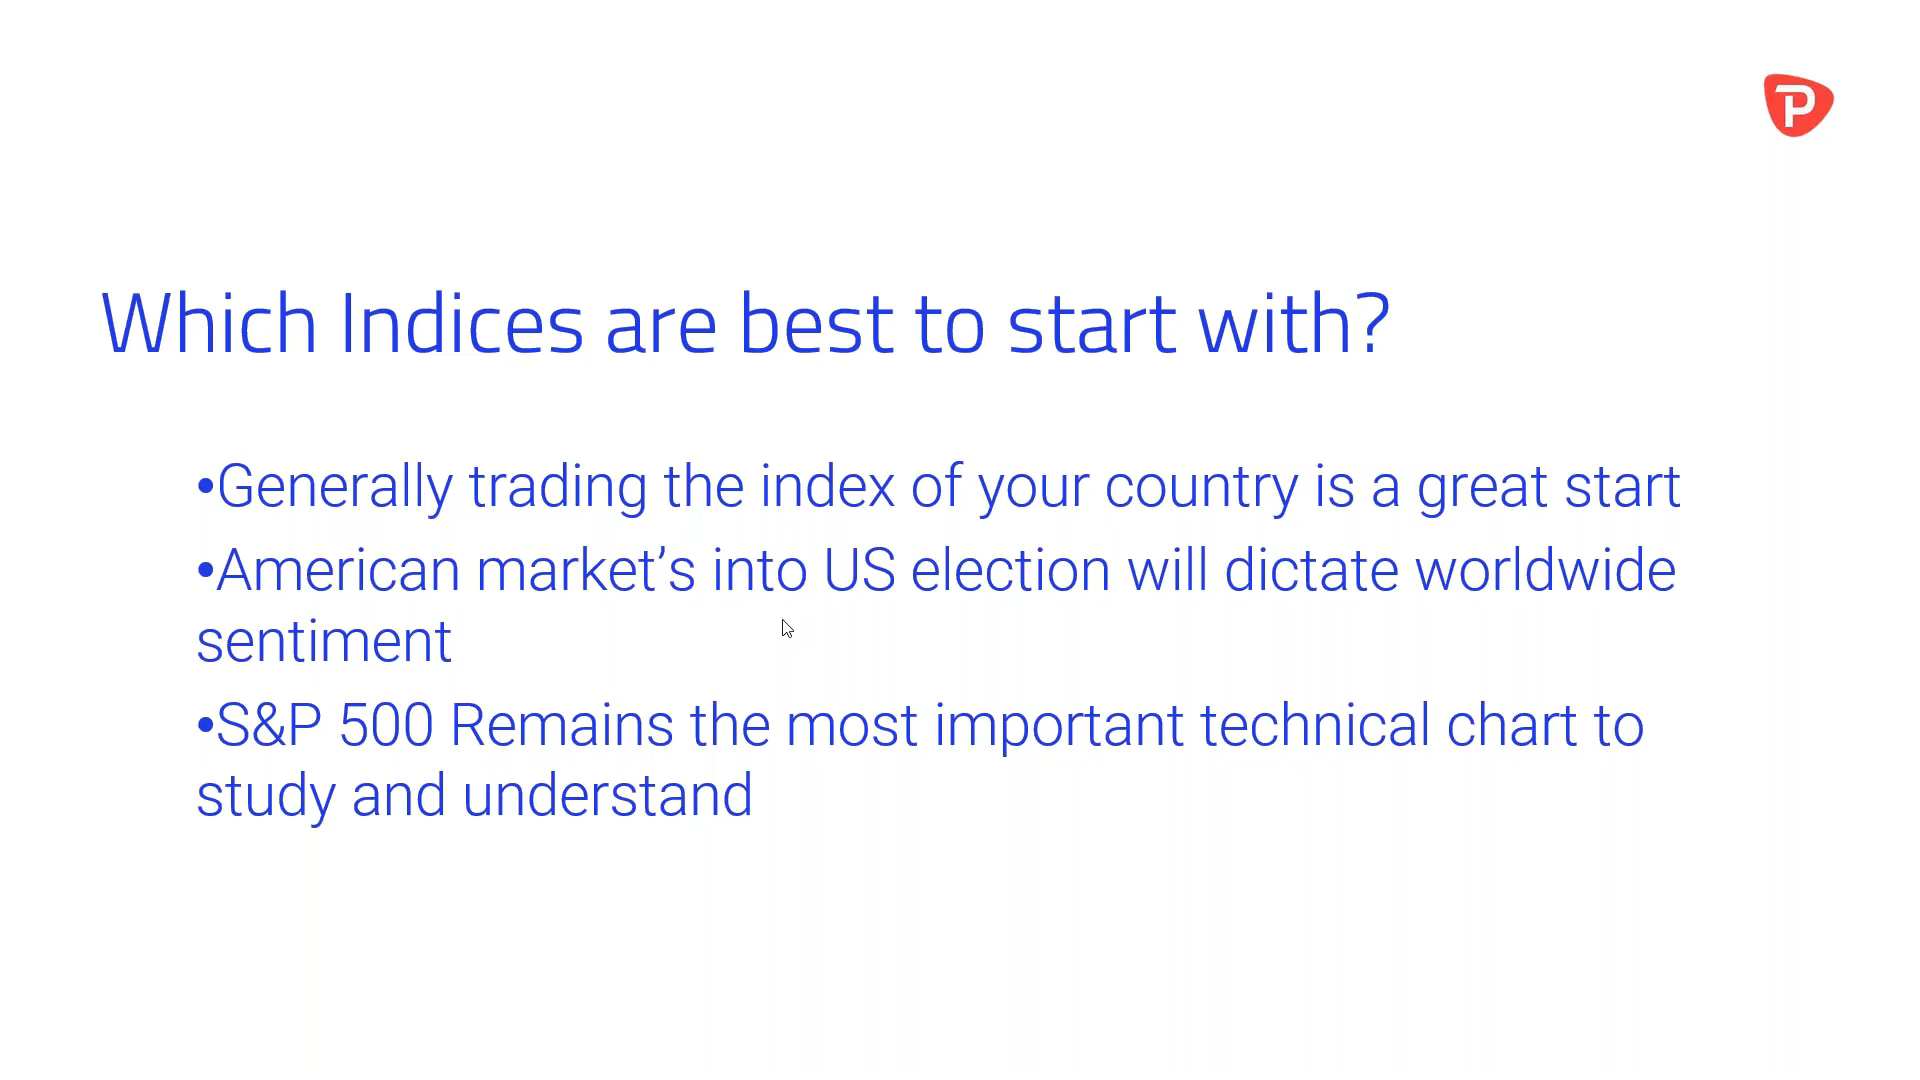 P
Which Indices are best to start with?
•Generally trading the index of your country is a great start
•American market’s into US election will dictate worldwide
sentiment
•S&P 500 Remains the most important technical chart to
study and understand